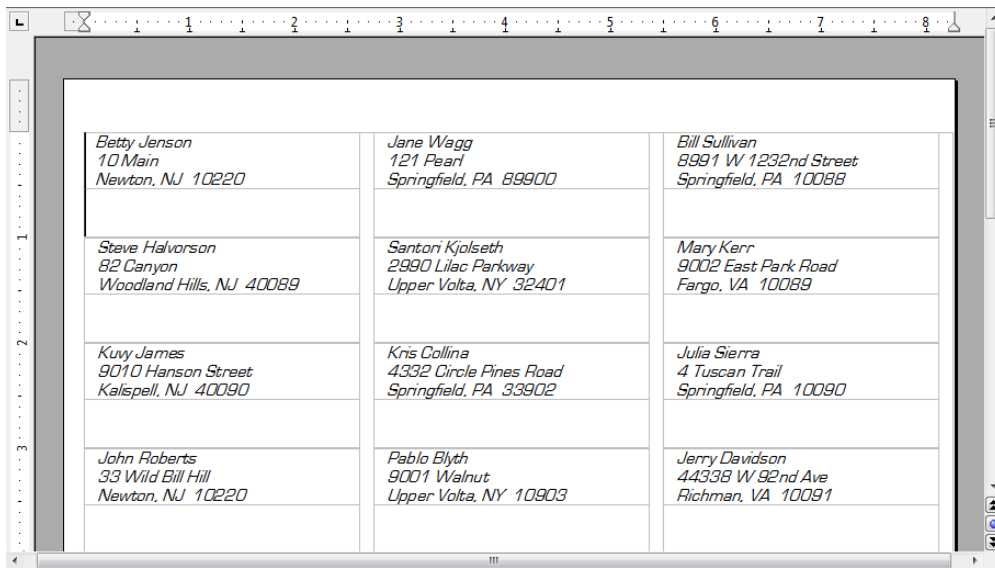 1 2 3 4 5 6 7 8
Betty Jenson
10 Main
Newton, NJ 10220
Jane Wagg
121 Pearl
Springfield, PA 89900
Bill Sullivan
8991 W 1232nd Street
Springfield, PA 10088
Steve Halvorson
82 Canyon
Woodland Hills, NJ 40089
Santori Kjolseth
2990 Lilac Parkway
Upper Volta, NY 32401
Mary Kerr
9002 East Park Road
Fargo, VA 10089
Kuvy James
9010 Hanson Street
Kalispell, NJ 40090
Kris Collina
4332 Circle Pines Road
Springfield, PA 33902
Julia Sierra
4 Tuscan Trail
Springfield, PA 10090
John Roberts
33 Wild Bill Hill
Newton, NJ 10220
Pablo Blyth
9001 Walnut
Upper Volta, NY 10903
Jerry Davidson
44338 W 92nd Ave
Richman, VA 10091
1
2
3